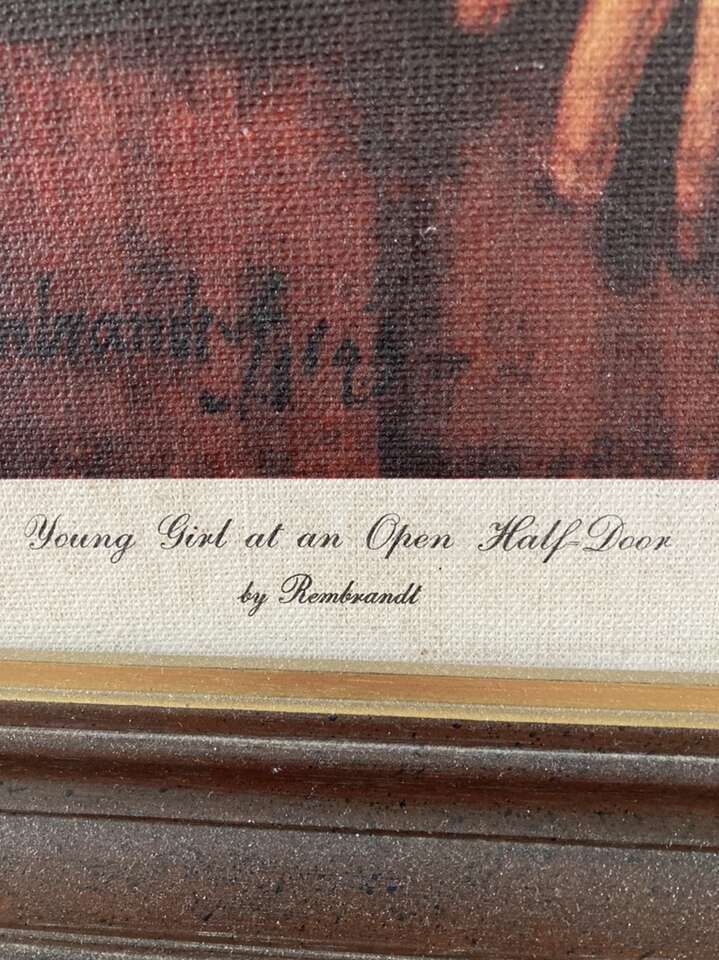 Young Girl at an Open Half-Door
by Rembrandt